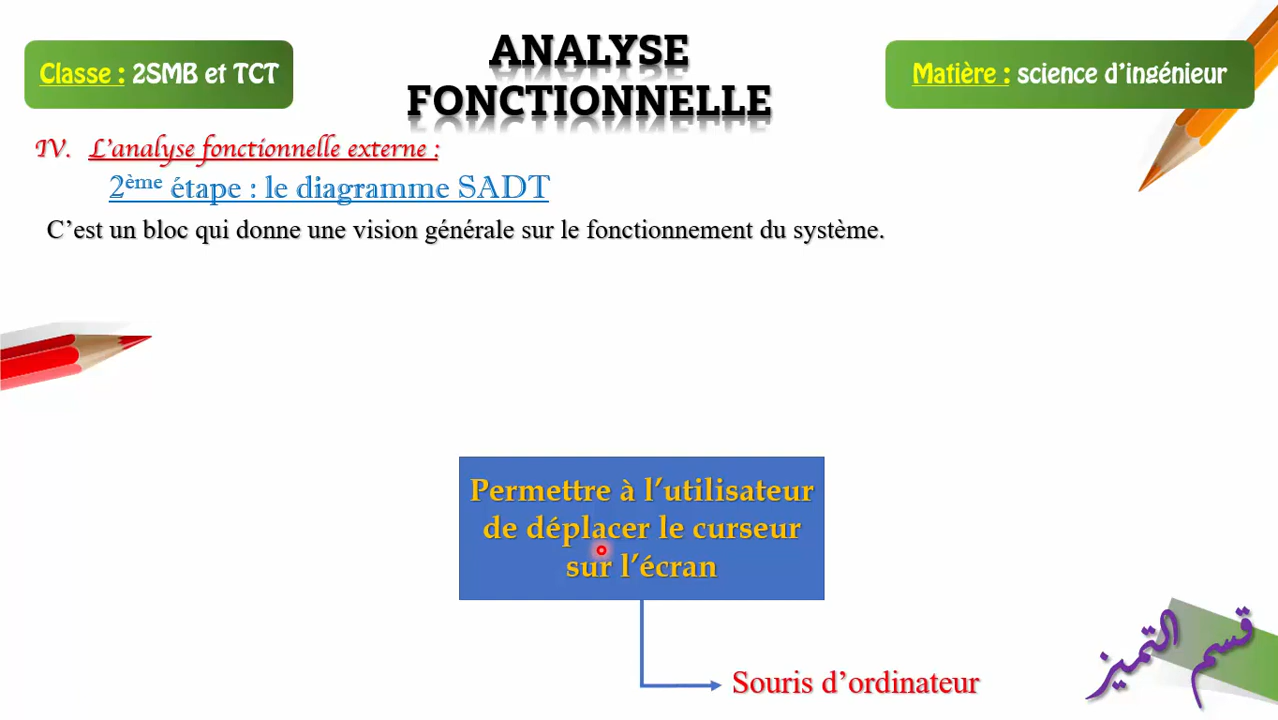 Classe : 2SMB et TCT
ANALYSE
FONCTIONNELLE
Matière : science d’ingénieur
IV. L’analyse fonctionnelle externe :
2ème étape : le diagramme SADT
C’est un bloc qui donne une vision générale sur le fonctionnement du système.
Permettre à l’utilisateur
de déplacer le curseur
sur l’écran
Souris d’ordinateur
قسم التميز